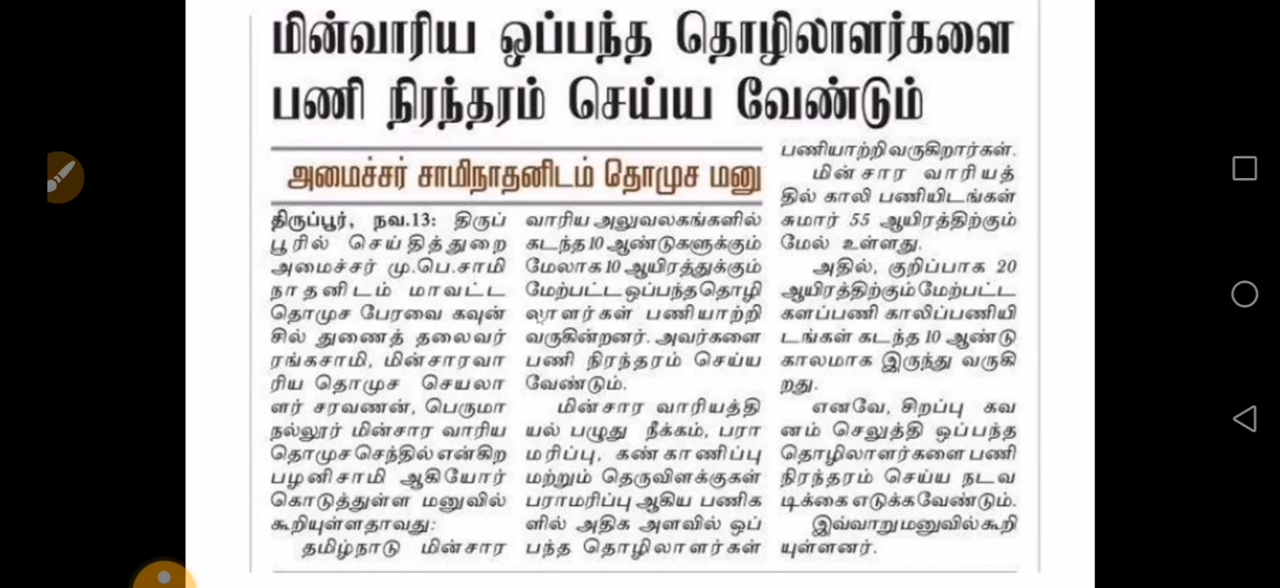 மின்வாரிய ஒப்பந்த தொழிலாளர்களை
பணி நிரந்தரம் செய்ய வேண்டும்
அமைச்சர் சாமிநாதனிடம் தொமுச மனு
திருப்பூர், நவ.13: திருப்
பூரில் செய்தித்துறை
அமைச்சர் மு.பெ.சாமி
நாதனிடம் மாவட்ட
தொமுச பேரவை கவுன்
சில் துணைத் தலைவர்
ரங்கசாமி, மின்சாரவா
ரிய தொமுச செயலா
ளர் சரவணன், பெருமா
நல்லூர் மின்சார வாரிய
தொமுச செந்தில் என்கிற
பழனிசாமி ஆகியோர்
கொடுத்துள்ள மனுவில்
கூறியுள்ளதாவது:
தமிழ்நாடு மின்சார
வாரிய அலுவலகங்களில்
கடந்த 10 ஆண்டுகளுக்கும்
மேலாக 10 ஆயிரத்துக்கும்
மேற்பட்ட ஒப்பந்த தொழி
லாளர்கள் பணியாற்றி
வருகின்றனர். அவர்களை
பணி நிரந்தரம் செய்ய
வேண்டும்.
மின்சார வாரியத்தி
யல் பழுது நீக்கம், பரா
மரிப்பு, கண்காணிப்பு
மற்றும் தெருவிளக்குகள்
பராமரிப்பு ஆகிய பணிக
ளில் அதிக அளவில் ஒப்
பந்த தொழிலாளர்கள்
பணியாற்றி வருகிறார்கள்.
மின்சார வாரியத்
தில் காலி பணியிடங்கள்
சுமார் 55 ஆயிரத்திற்கும்
மேல் உள்ளது.
அதில், குறிப்பாக 20
ஆயிரத்திற்கும் மேற்பட்ட
களப்பணி காலிப்பணியி
டங்கள் கடந்த 10 ஆண்டு
காலமாக இருந்து வருகி
றது.
எனவே, சிறப்பு கவ
னம் செலுத்தி ஒப்பந்த
தொழிலாளர்களை பணி
நிரந்தரம் செய்ய நடவ
டிக்கை எடுக்கவேண்டும்.
இவ்வாறு மனுவில் கூறி
யுள்ளனர்.